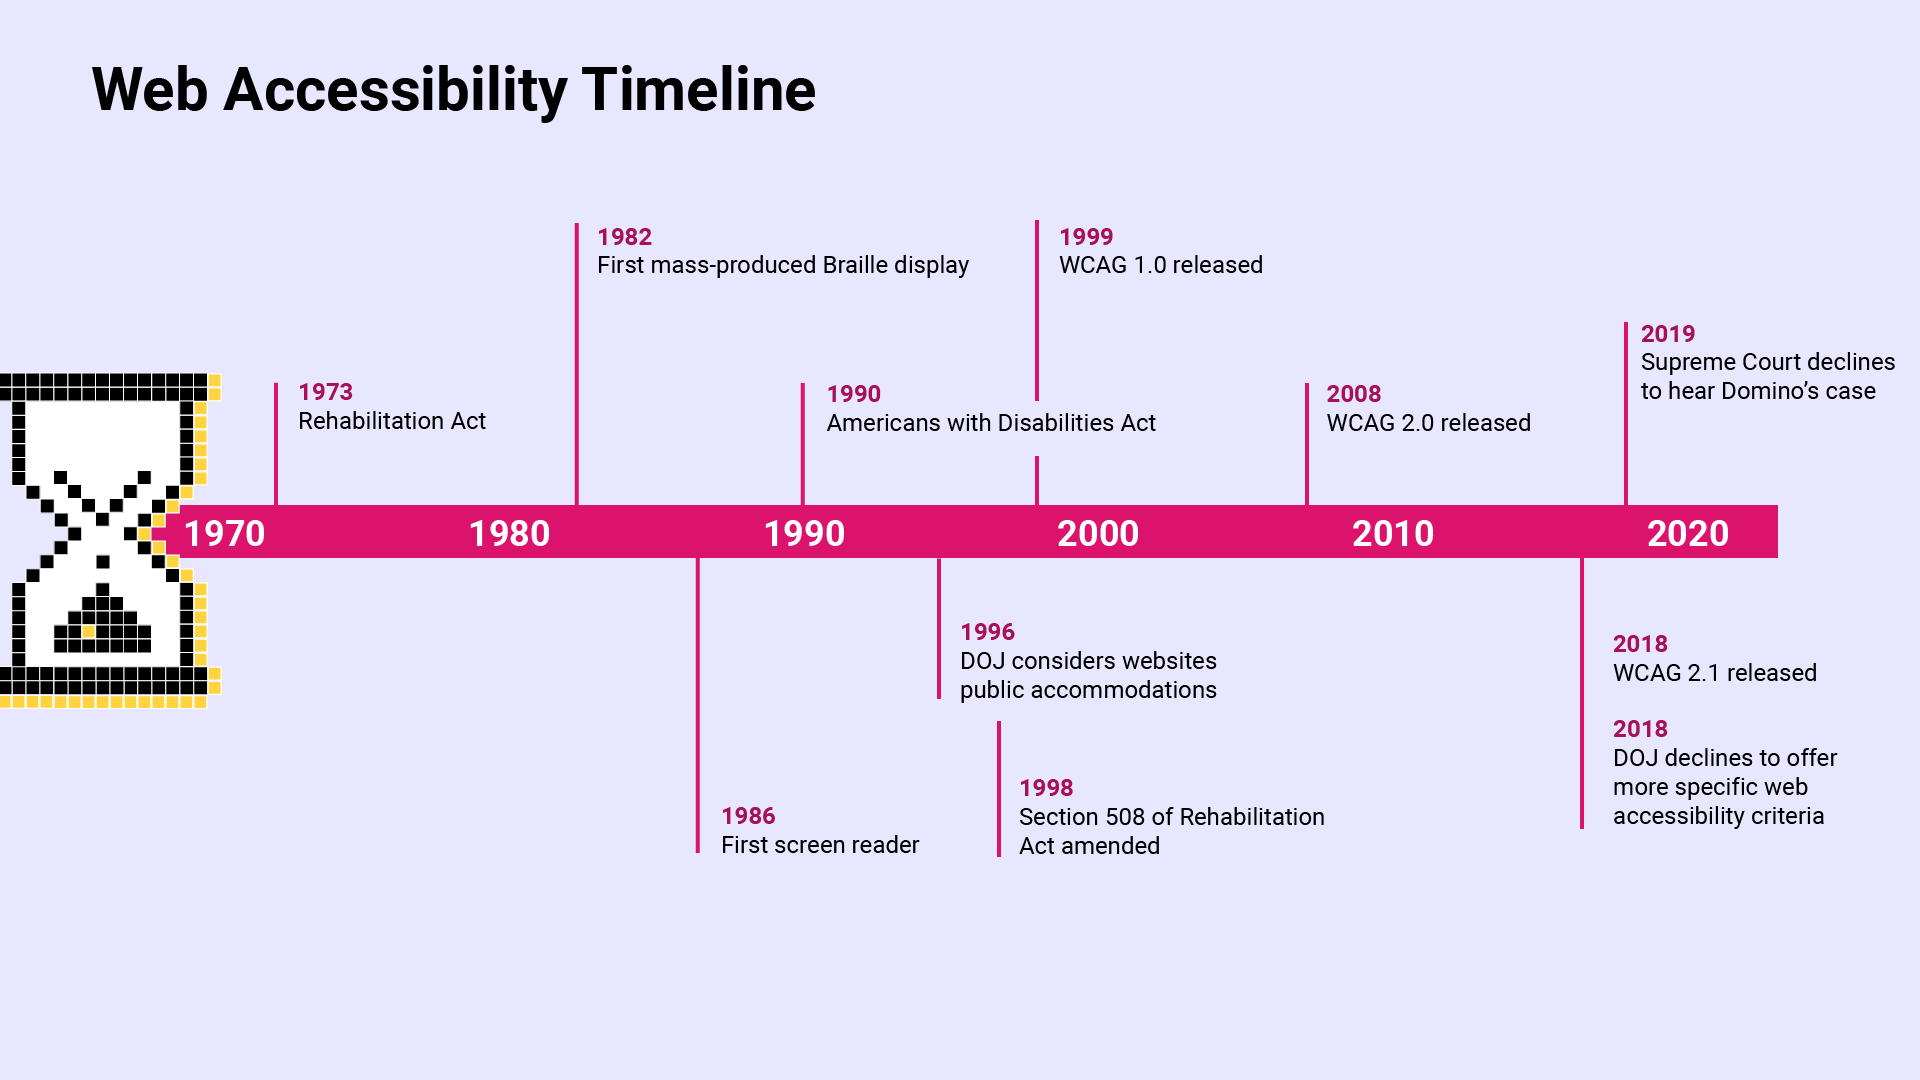 Web Accessibility Timeline
1982
First mass-produced Braille display
1999
WCAG 1.0 released
2019
Supreme Court declines
to hear Domino’s case
1973
Rehabilitation Act
1990
Americans with Disabilities Act
2008
WCAG 2.0 released
1970 1980 1990 2000 2010 2020
1996
DOJ considers websites
public accommodations
2018
WCAG 2.1 released
2018
DOJ declines to offer
more specific web
accessibility criteria
1986
First screen reader
1998
Section 508 of Rehabilitation
Act amended